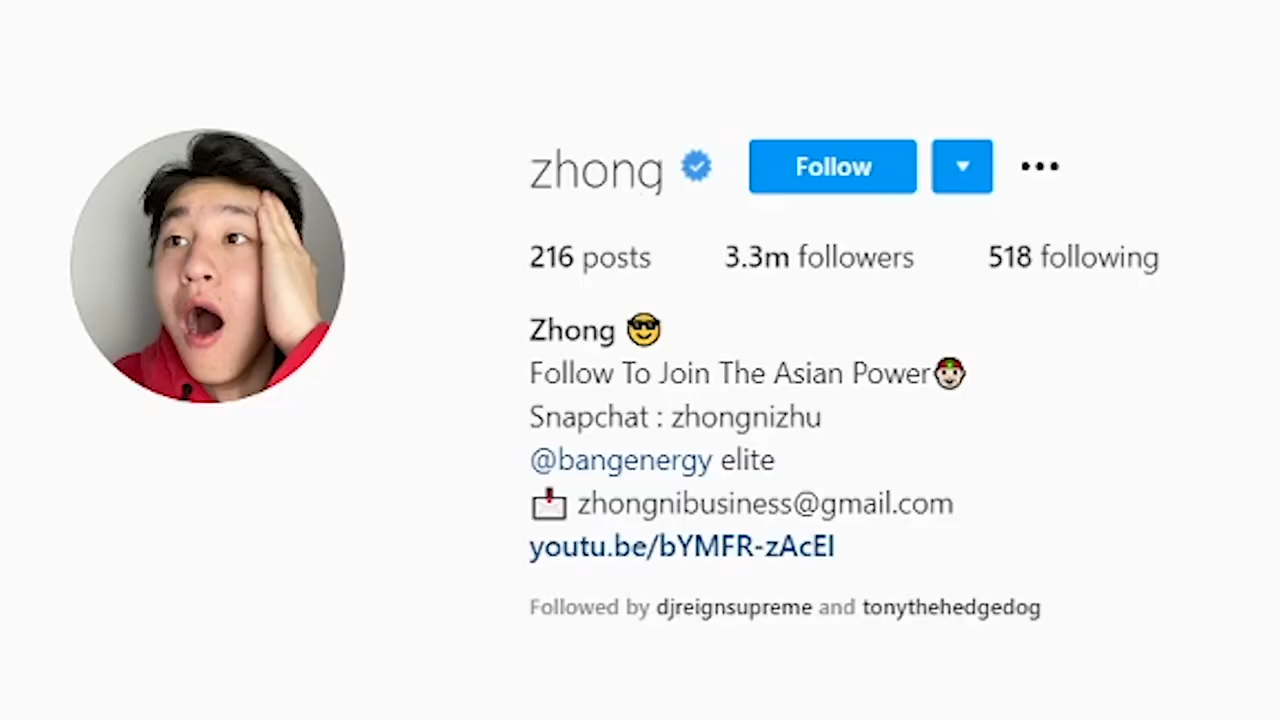 zhong Follow
216 posts 3.3m followers 518 following
Zhong 😎
Follow To Join The Asian Power👲
Snapchat : zhongnizhu
@bangenergy elite
📩 zhongnibusiness@gmail.com
youtu.be/bYMFR-zAcEI
Followed by djreignsupreme and tonythehedgedog